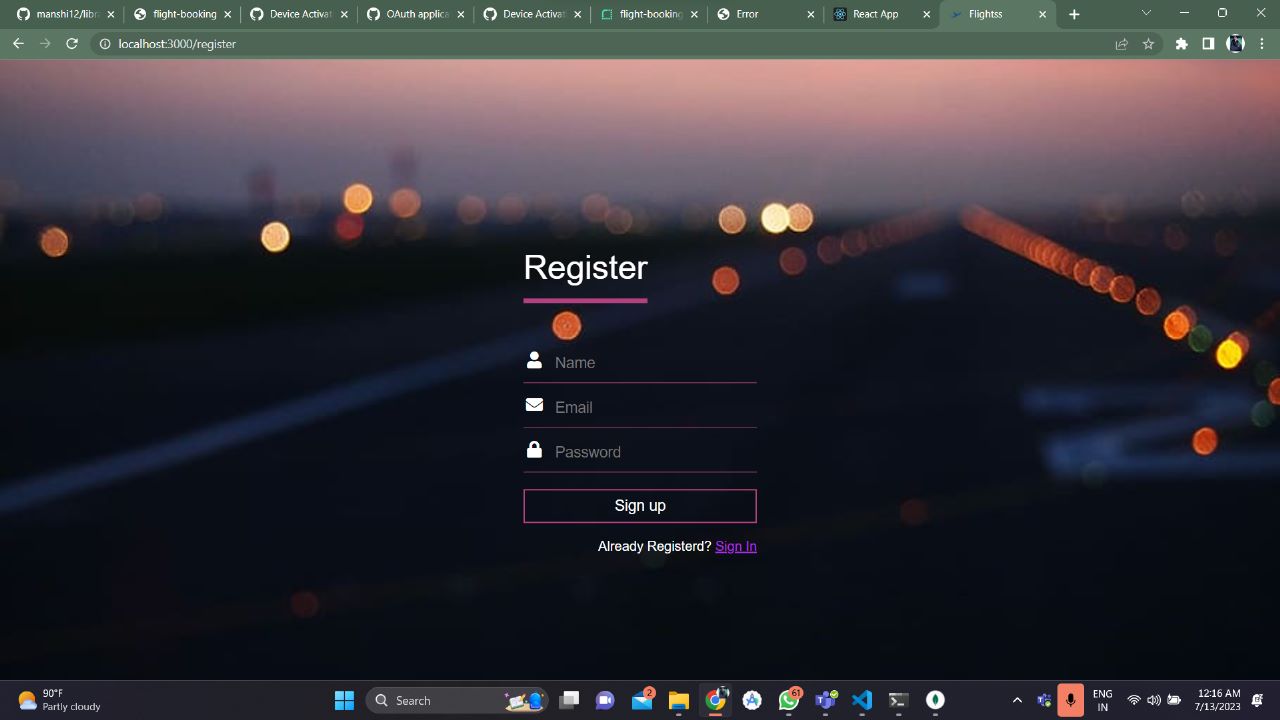 manshi12/libra
flight-booking
Device Activat
OAuth applica
Device Activat
flight-booking
Error
React App
Flightss
localhost:3000/register
Register
Name
Email
Password
Sign up
Already Registerd? Sign In
90°F
Partly cloudy
Search
2
61
ENG
IN
12:16 AM
7/13/2023